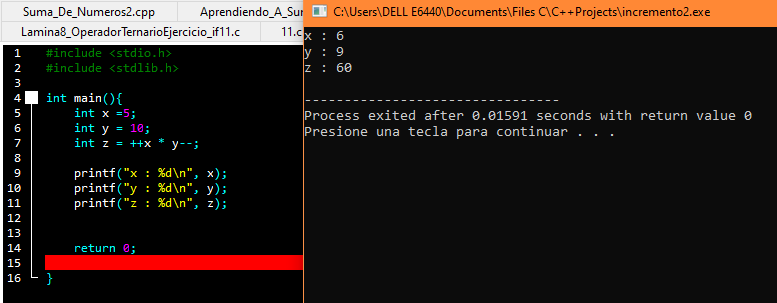 Suma_De_Numeros2.cpp
Aprendiendo_A_Sur
Lamina8_OperadorTernarioEjercicio_if11.c
11.c
1 #include <stdio.h>
2 #include <stdlib.h>
3
4 int main(){
5 int x =5;
6 int y = 10;
7 int z = ++x * y--;
8
9 printf("x : %d\n", x);
10 printf("y : %d\n", y);
11 printf("z : %d\n", z);
12
13
14 return 0;
15
16 }
C:\Users\DELL E6440\Documents\Files C\C++Projects\incremento2.exe
x : 6
y : 9
z : 60
--------------------------------
Process exited after 0.01591 seconds with return value 0
Presione una tecla para continuar . . .